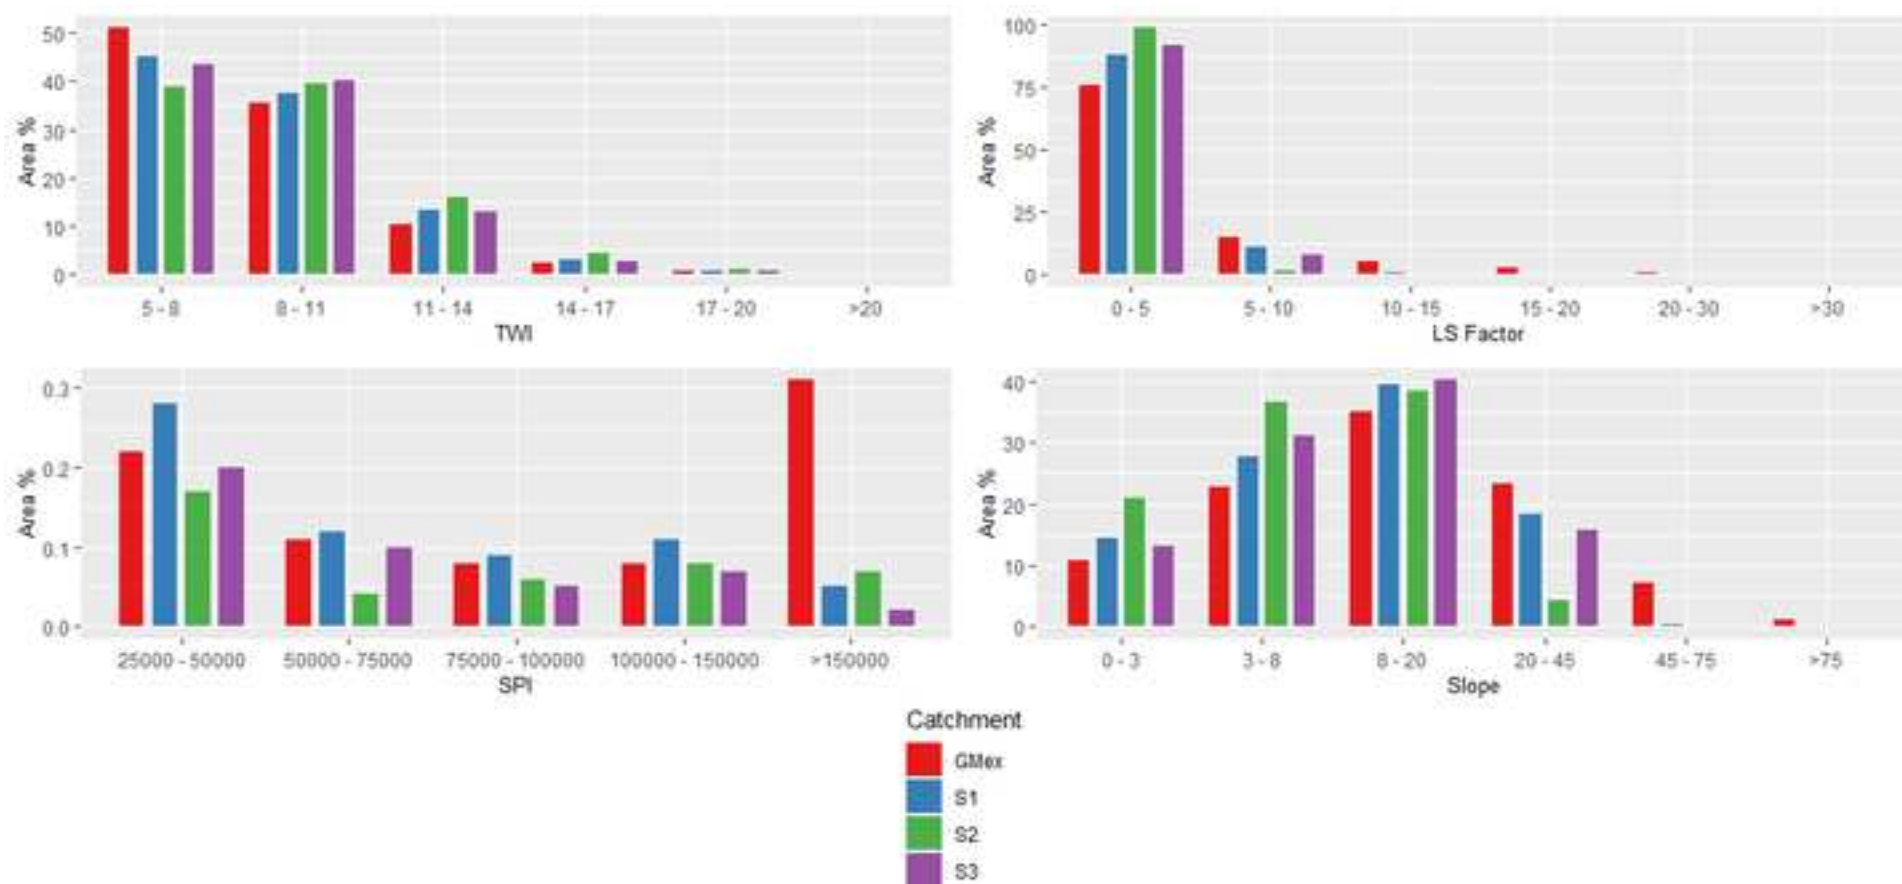 50
40
30
20
10
0
Area %
5 - 8 8 - 11 11 - 14 14 - 17 17 - 20 >20
TWI
100
75
50
25
0
Area %
0 - 5 5 - 10 10 - 15 15 - 20 20 - 30 >30
LS Factor
0.3
0.2
0.1
0.0
Area %
25000 - 50000 50000 - 75000 75000 - 100000 100000 - 150000 >150000
SPI
40
30
20
10
0
Area %
0 - 3 3 - 8 8 - 20 20 - 45 45 - 75 >75
Slope
Catchment
GMex
S1
S2
S3